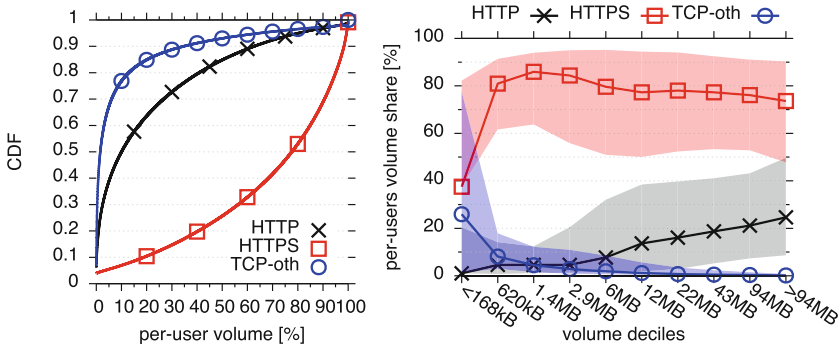 HTTP HTTPS TCP-oth
1
0.9
0.8
0.7
0.6
0.5
0.4
0.3
0.2
0.1
0
CDF
HTTP
HTTPS
TCP-oth
0 10 20 30 40 50 60 70 80 90 100
per-user volume [%]
100
80
60
40
20
0
per-users volume share [%]
<168kB 620kB 1.4MB 2.9MB 6MB 12MB 22MB 43MB 94MB >94MB
volume deciles